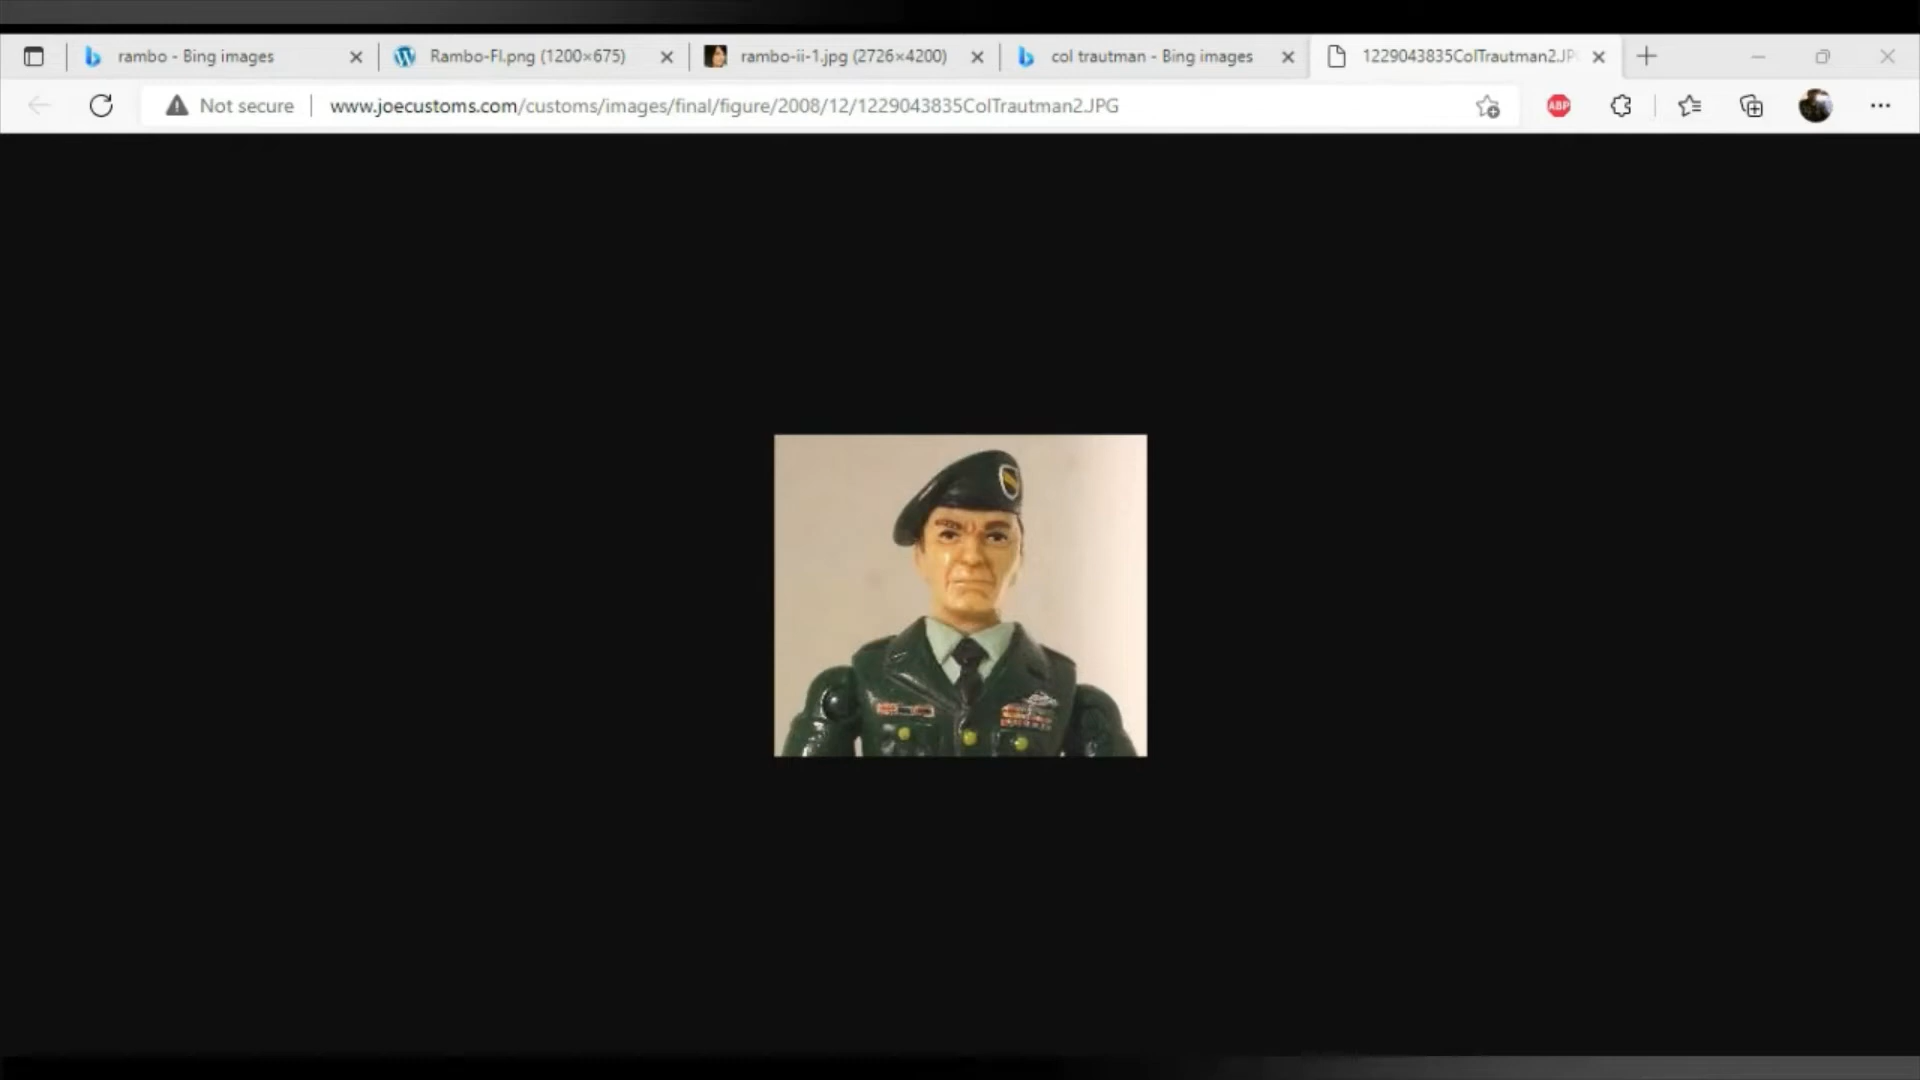 rambo - Bing images
Rambo-FI.png (1200×675)
rambo-ii-1.jpg (2726×4200)
col trautman - Bing images
1229043835ColTrautman2.JP
Not secure
www.joecustoms.com/customs/images/final/figure/2008/12/1229043835ColTrautman2.JPG
ABP